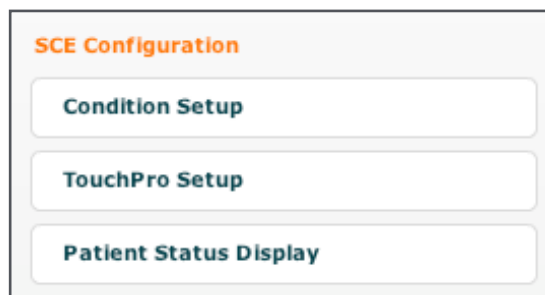 SCE Configuration
Condition Setup
TouchPro Setup
Patient Status Display